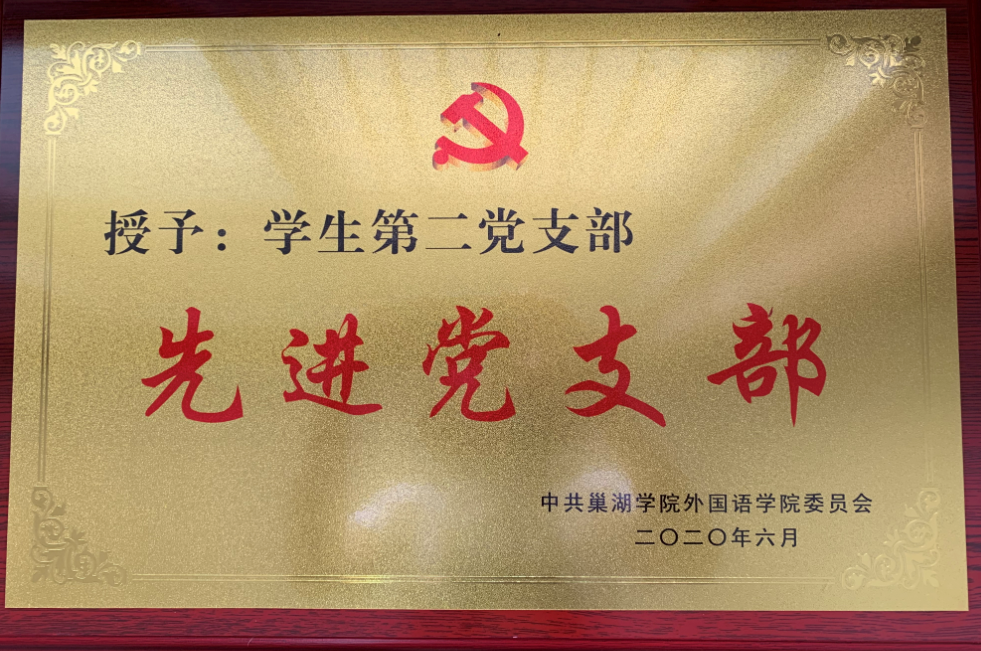 授予：学生第二党支部
先进党支部
中共巢湖学院外国语学院委员会
二〇二〇年六月